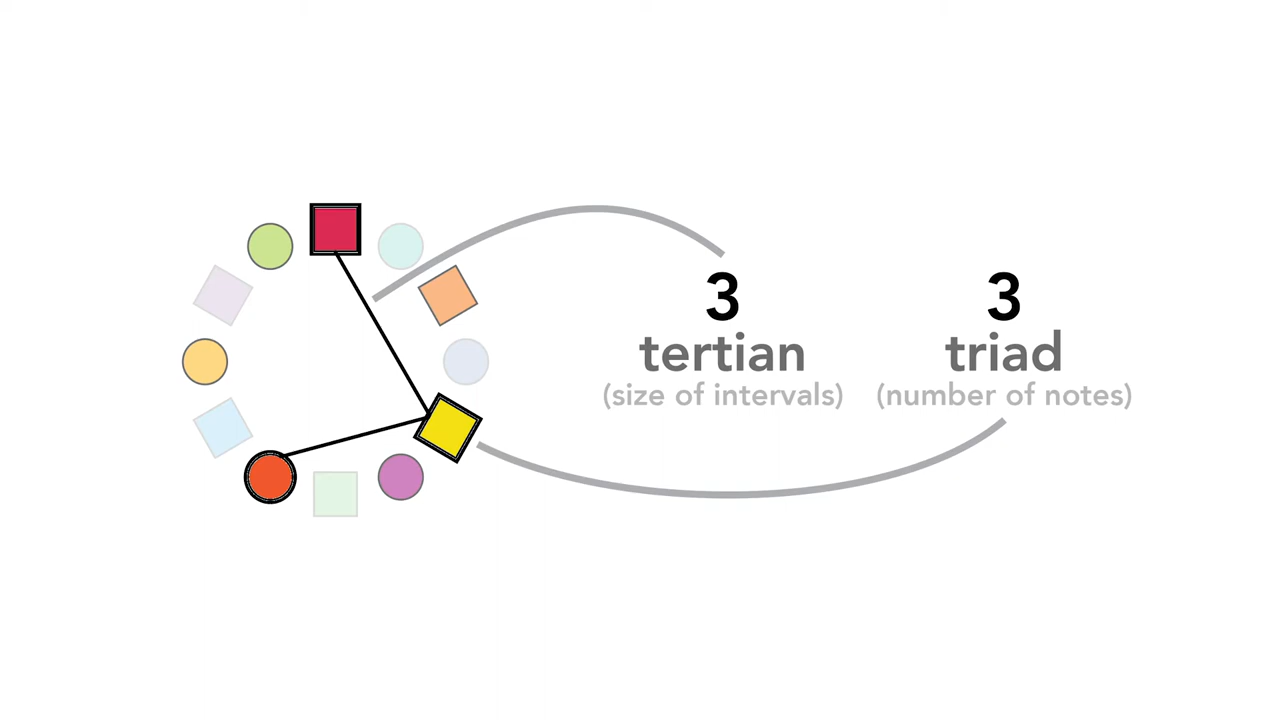 3
tertian
(size of intervals)
3
triad
(number of notes)